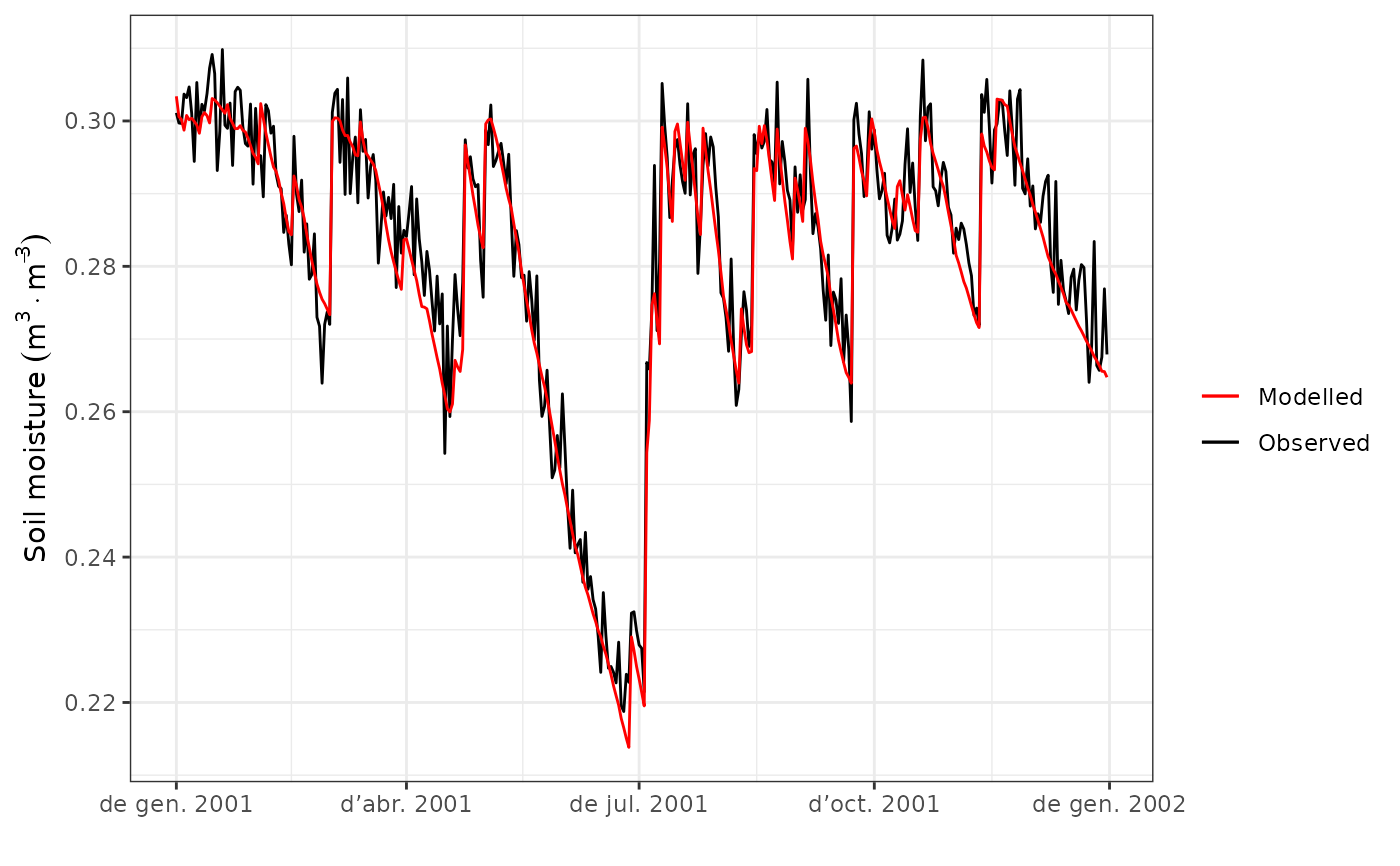 Soil moisture (m³ · m⁻³)
0.30
0.28
0.26
0.24
0.22
de gen. 2001
d’abr. 2001
de jul. 2001
d’oct. 2001
de gen. 2002
Modelled
Observed